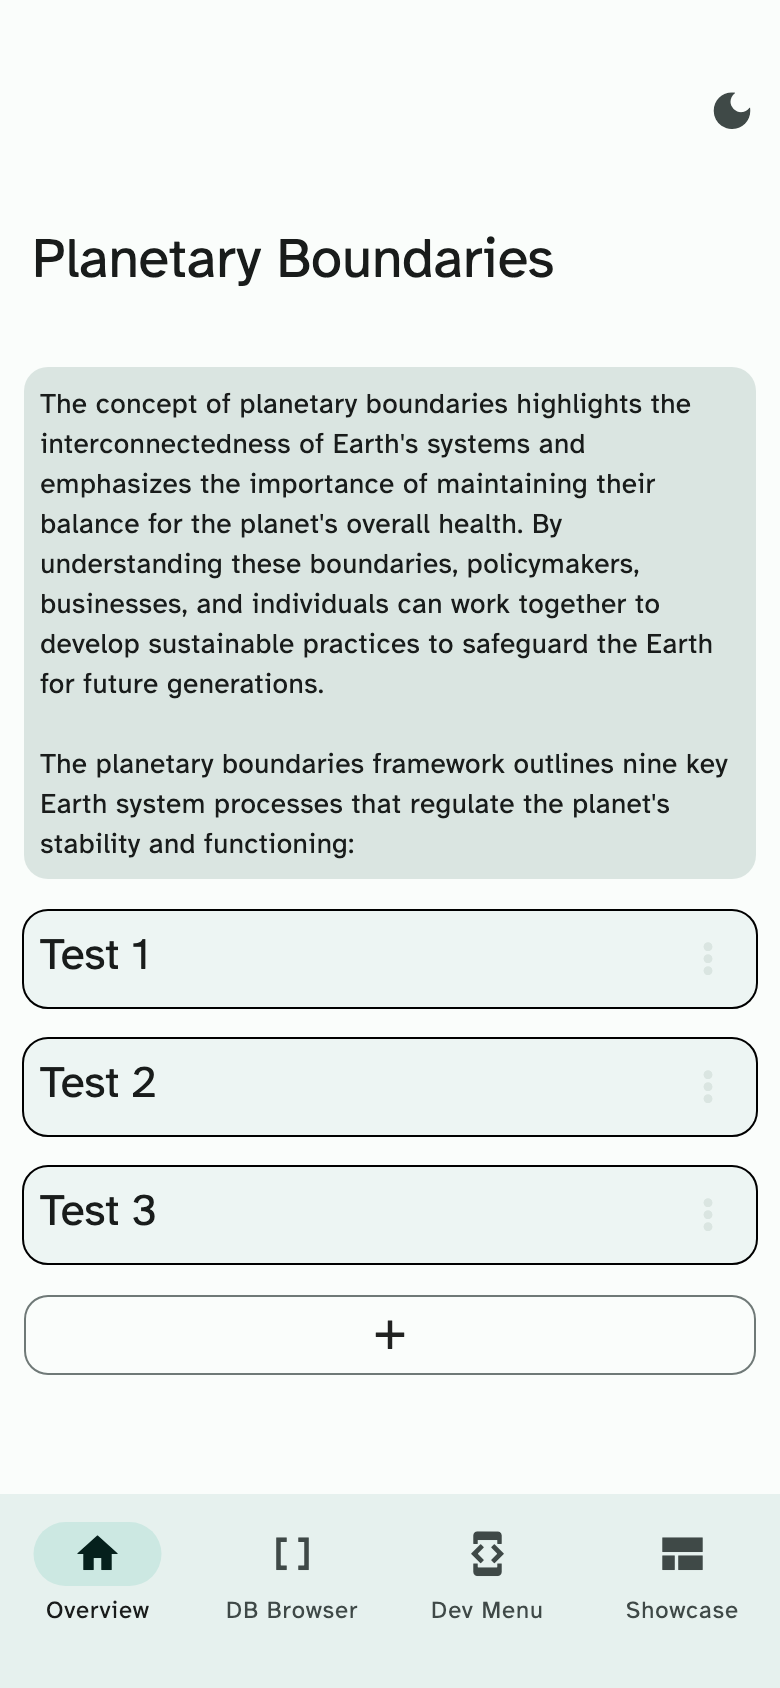 Planetary Boundaries
The concept of planetary boundaries highlights the
interconnectedness of Earth's systems and
emphasizes the importance of maintaining their
balance for the planet's overall health. By
understanding these boundaries, policymakers,
businesses, and individuals can work together to
develop sustainable practices to safeguard the Earth
for future generations.
The planetary boundaries framework outlines nine key
Earth system processes that regulate the planet's
stability and functioning:
Test 1
Test 2
Test 3
+
Overview
DB Browser
Dev Menu
Showcase